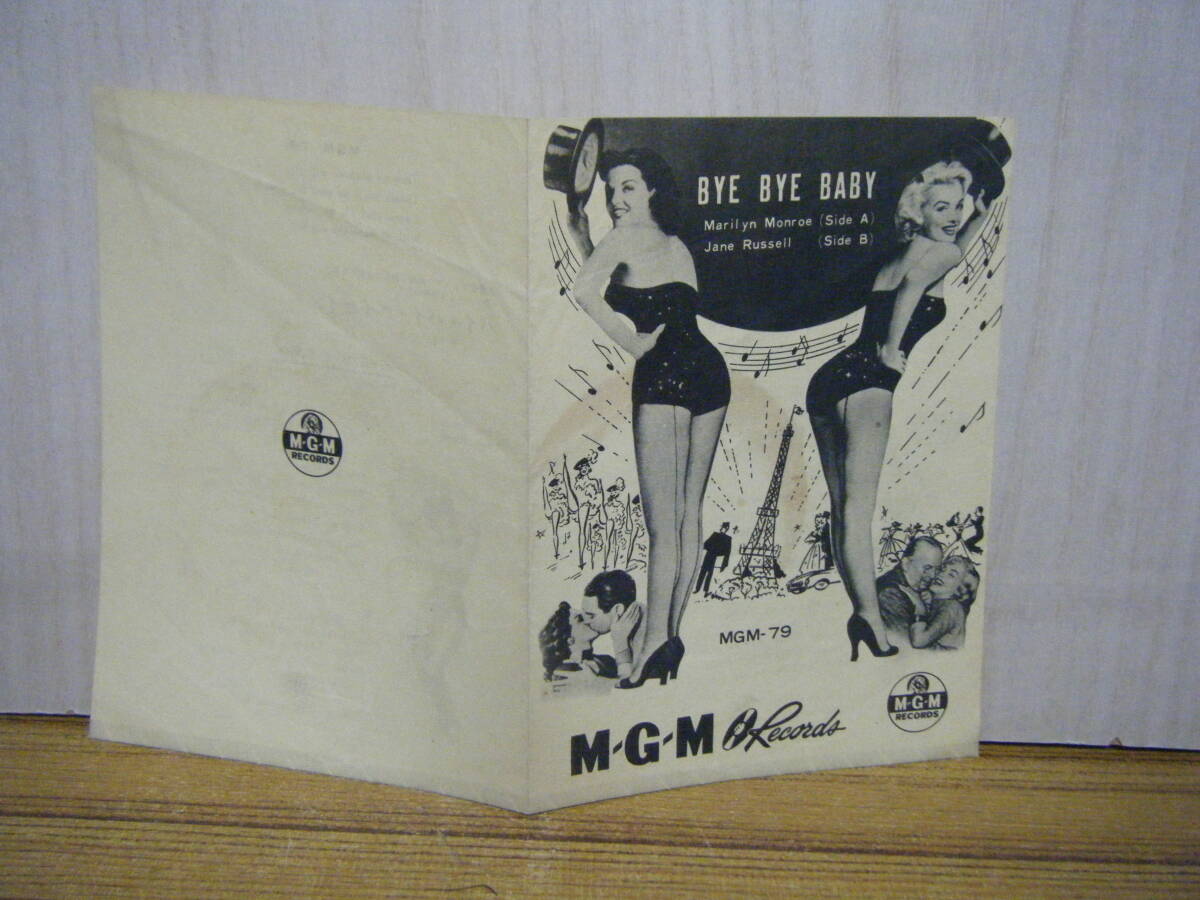 M-G-M
RECORDS
BYE BYE BABY
Marilyn Monroe (Side A)
Jane Russell (Side B)
MGM-79
M-G-M Records
M-G-M
RECORDS